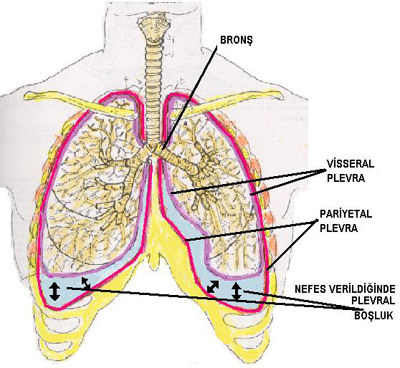 BRONŞ
VİSSERAL
PLEVRA
PARİYETAL
PLEVRA
NEFES VERİLDİĞİNDE
PLEVRAL
BOŞLUK